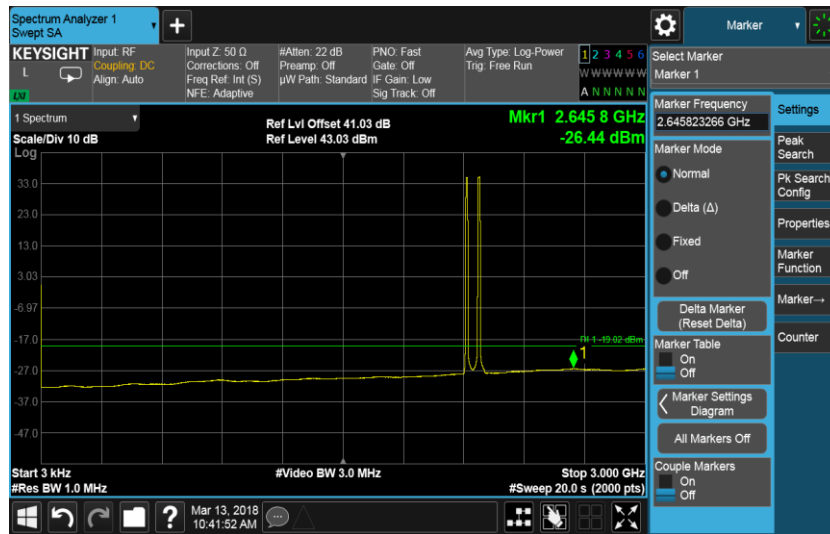 Spectrum Analyzer 1
Swept SA
Marker
KEYSIGHT
L
LXI
Input: RF
Coupling: DC
Align: Auto
Input Z: 50 Ω
Corrections: Off
Freq Ref: Int (S)
NFE: Adaptive
#Atten: 22 dB
Preamp: Off
µW Path: Standard
PNO: Fast
Gate: Off
IF Gain: Low
Sig Track: Off
Avg Type: Log-Power
Trig: Free Run
1 2 3 4 5 6
W W W W W W
A N N N N N
Select Marker
Marker 1
1 Spectrum
Scale/Div 10 dB
Log
Ref Lvl Offset 41.03 dB
Ref Level 43.03 dBm
Mkr1 2.645 8 GHz
-26.44 dBm
33.0
23.0
13.0
3.03
-6.97
-17.0
-27.0
-37.0
-47.0
DL1 -19.02 dBm
1
Start 3 kHz
#Res BW 1.0 MHz
#Video BW 3.0 MHz
Stop 3.000 GHz
#Sweep 20.0 s (2000 pts)
Marker Frequency
2.645823266 GHz
Marker Mode
Normal
Delta (Δ)
Fixed
Off
Delta Marker
(Reset Delta)
Marker Table
On
Off
Marker Settings
Diagram
All Markers Off
Couple Markers
On
Off
Settings
Peak
Search
Pk Search
Config
Properties
Marker
Function
Marker→
Counter
?
Mar 13, 2018
10:41:52 AM